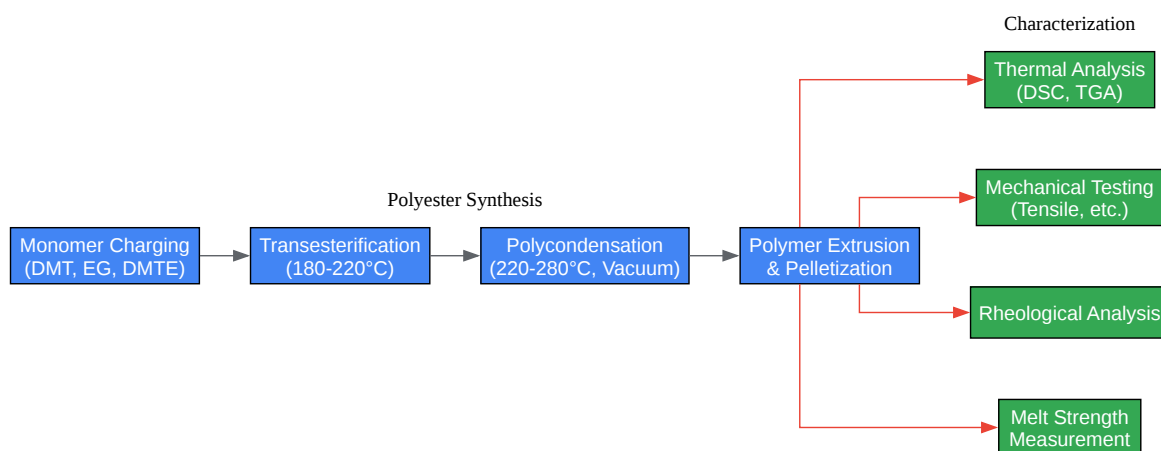 Characterization
Thermal Analysis
(DSC, TGA)
Mechanical Testing
(Tensile, etc.)
Polyester Synthesis
Monomer Charging
(DMT, EG, DMTE)
Transesterification
(180-220°C)
Polycondensation
(220-280°C, Vacuum)
Polymer Extrusion
& Pelletization
Rheological Analysis
Melt Strength
Measurement